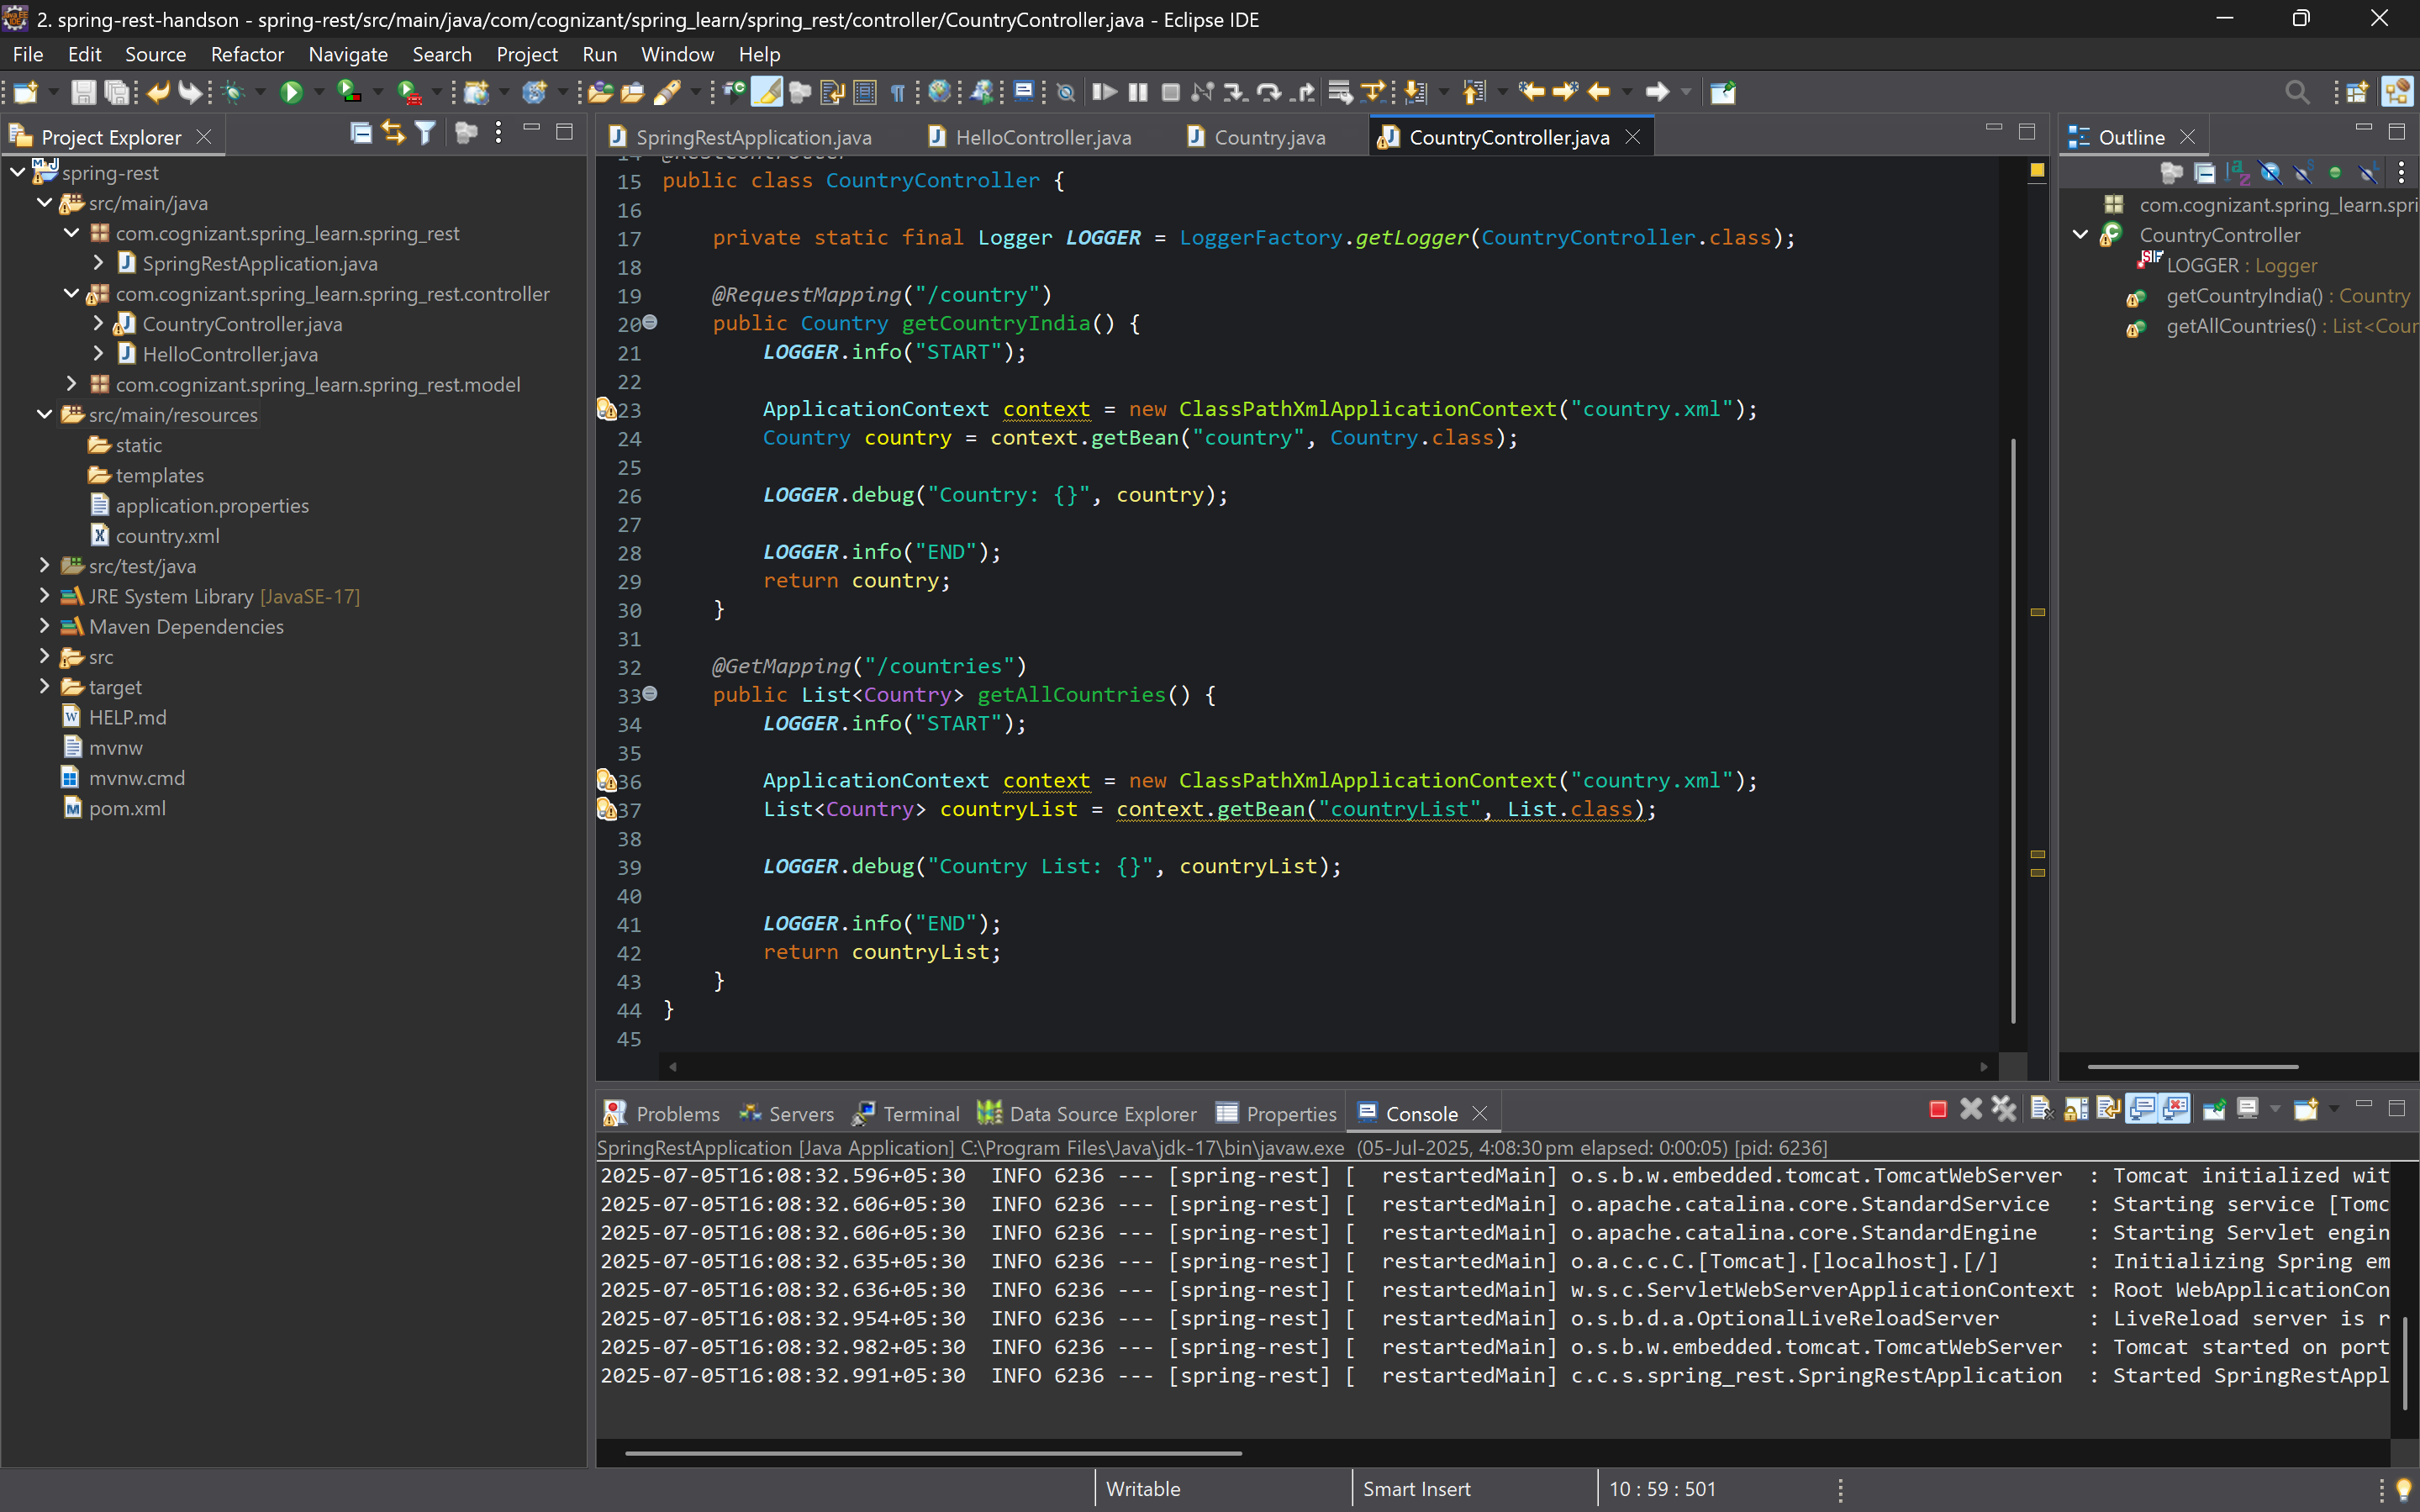 2. spring-rest-handson - spring-rest/src/main/java/com/cognizant/spring_learn/spring_rest/controller/CountryController.java - Eclipse IDE
File Edit Source Refactor Navigate Search Project Run Window Help
Project Explorer
spring-rest
src/main/java
com.cognizant.spring_learn.spring_rest
SpringRestApplication.java
com.cognizant.spring_learn.spring_rest.controller
CountryController.java
HelloController.java
com.cognizant.spring_learn.spring_rest.model
src/main/resources
static
templates
application.properties
country.xml
src/test/java
JRE System Library [JavaSE-17]
Maven Dependencies
src
target
HELP.md
mvnw
mvnw.cmd
pom.xml
SpringRestApplication.java HelloController.java Country.java CountryController.java
14 @RestController
15 public class CountryController {
16
17 private static final Logger LOGGER = LoggerFactory.getLogger(CountryController.class);
18
19 @RequestMapping("/country")
20 public Country getCountryIndia() {
21 LOGGER.info("START");
22
23 ApplicationContext context = new ClassPathXmlApplicationContext("country.xml");
24 Country country = context.getBean("country", Country.class);
25
26 LOGGER.debug("Country: {}", country);
27
28 LOGGER.info("END");
29 return country;
30 }
31
32 @GetMapping("/countries")
33 public List<Country> getAllCountries() {
34 LOGGER.info("START");
35
36 ApplicationContext context = new ClassPathXmlApplicationContext("country.xml");
37 List<Country> countryList = context.getBean("countryList", List.class);
38
39 LOGGER.debug("Country List: {}", countryList);
40
41 LOGGER.info("END");
42 return countryList;
43 }
44 }
45
Outline
com.cognizant.spring_learn.spri
CountryController
LOGGER : Logger
getCountryIndia() : Country
getAllCountries() : List<Cour
Problems Servers Terminal Data Source Explorer Properties Console
SpringRestApplication [Java Application] C:\Program Files\Java\jdk-17\bin\javaw.exe (05-Jul-2025, 4:08:30 pm elapsed: 0:00:05) [pid: 6236]
2025-07-05T16:08:32.596+05:30 INFO 6236 --- [spring-rest] [ restartedMain] o.s.b.w.embedded.tomcat.TomcatWebServer : Tomcat initialized wit
2025-07-05T16:08:32.606+05:30 INFO 6236 --- [spring-rest] [ restartedMain] o.apache.catalina.core.StandardService : Starting service [Tomc
2025-07-05T16:08:32.606+05:30 INFO 6236 --- [spring-rest] [ restartedMain] o.apache.catalina.core.StandardEngine : Starting Servlet engin
2025-07-05T16:08:32.635+05:30 INFO 6236 --- [spring-rest] [ restartedMain] o.a.c.c.C.[Tomcat].[localhost].[/] : Initializing Spring em
2025-07-05T16:08:32.636+05:30 INFO 6236 --- [spring-rest] [ restartedMain] w.s.c.ServletWebServerApplicationContext : Root WebApplicationCon
2025-07-05T16:08:32.954+05:30 INFO 6236 --- [spring-rest] [ restartedMain] o.s.b.d.a.OptionalLiveReloadServer : LiveReload server is r
2025-07-05T16:08:32.982+05:30 INFO 6236 --- [spring-rest] [ restartedMain] o.s.b.w.embedded.tomcat.TomcatWebServer : Tomcat started on port
2025-07-05T16:08:32.991+05:30 INFO 6236 --- [spring-rest] [ restartedMain] c.c.s.spring_rest.SpringRestApplication : Started SpringRestAppl
Writable Smart Insert 10 : 59 : 501